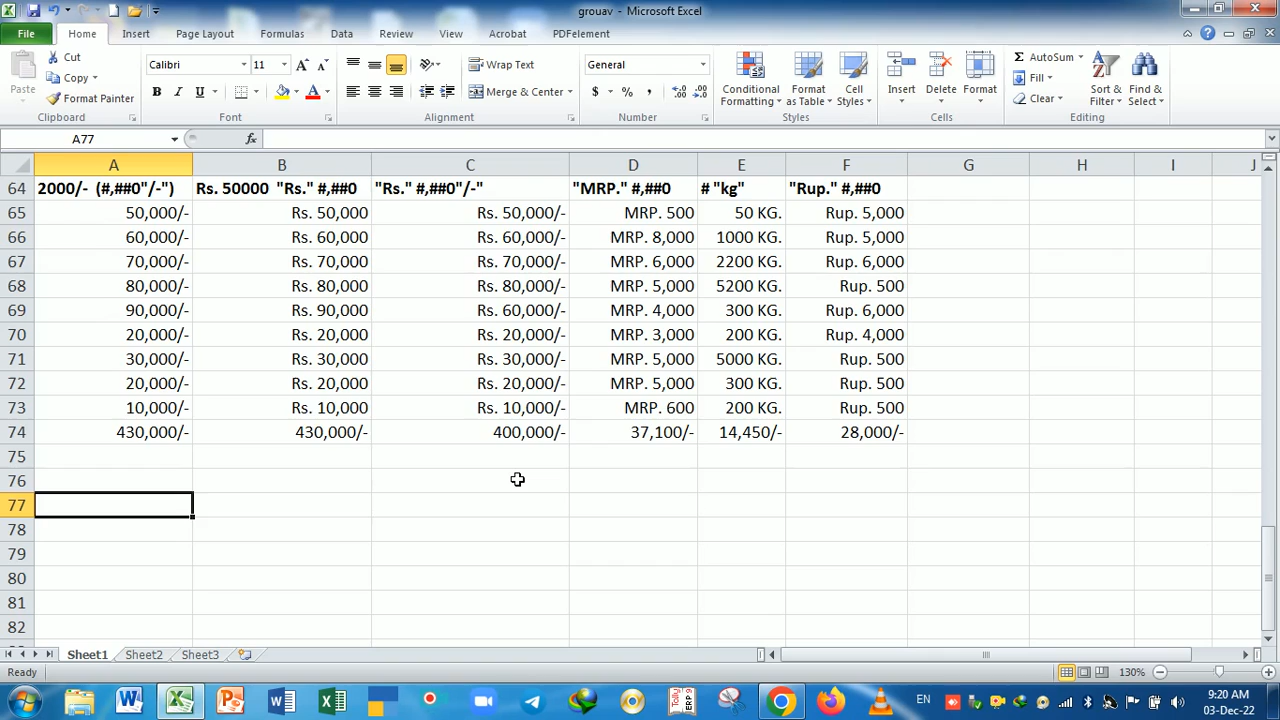 grouav - Microsoft Excel
File Home Insert Page Layout Formulas Data Review View Acrobat PDFelement
Paste Cut Copy Format Painter Clipboard
Calibri 11 B I U Font
Wrap Text Merge & Center Alignment
General $ % , Number
Conditional Formatting Format as Table Cell Styles Styles
Insert Delete Format Cells
AutoSum Fill Clear Sort & Filter Find & Select Editing
A77 fx
A B C D E F G H I J
64 2000/- (#,##0"/-") Rs. 50000 "Rs." #,##0 "Rs." #,##0"/-" "MRP." #,##0 # "kg" "Rup." #,##0
65 50,000/- Rs. 50,000 Rs. 50,000/- MRP. 500 50 KG. Rup. 5,000
66 60,000/- Rs. 60,000 Rs. 60,000/- MRP. 8,000 1000 KG. Rup. 5,000
67 70,000/- Rs. 70,000 Rs. 70,000/- MRP. 6,000 2200 KG. Rup. 6,000
68 80,000/- Rs. 80,000 Rs. 80,000/- MRP. 5,000 5200 KG. Rup. 500
69 90,000/- Rs. 90,000 Rs. 60,000/- MRP. 4,000 300 KG. Rup. 6,000
70 20,000/- Rs. 20,000 Rs. 20,000/- MRP. 3,000 200 KG. Rup. 4,000
71 30,000/- Rs. 30,000 Rs. 30,000/- MRP. 5,000 5000 KG. Rup. 500
72 20,000/- Rs. 20,000 Rs. 20,000/- MRP. 5,000 300 KG. Rup. 500
73 10,000/- Rs. 10,000 Rs. 10,000/- MRP. 600 200 KG. Rup. 500
74 430,000/- 430,000/- 400,000/- 37,100/- 14,450/- 28,000/-
75
76
77
78
79
80
81
82
Sheet1 Sheet2 Sheet3
Ready 130%
EN 9:20 AM
03-Dec-22